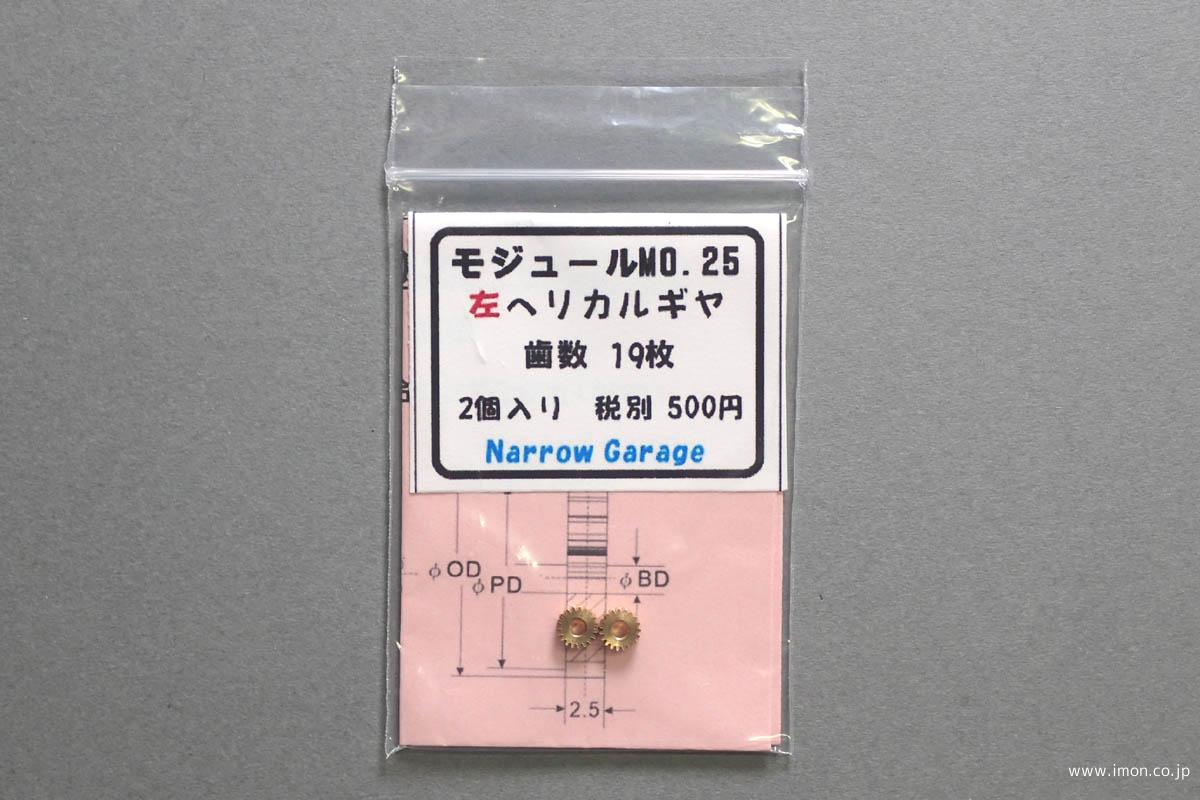 モジュールM0.25
左ヘリカルギヤ
歯数 19枚
2個入り 税別 500円
Narrow Garage
φOD
φPD
φBD
2.5
www.imon.co.jp